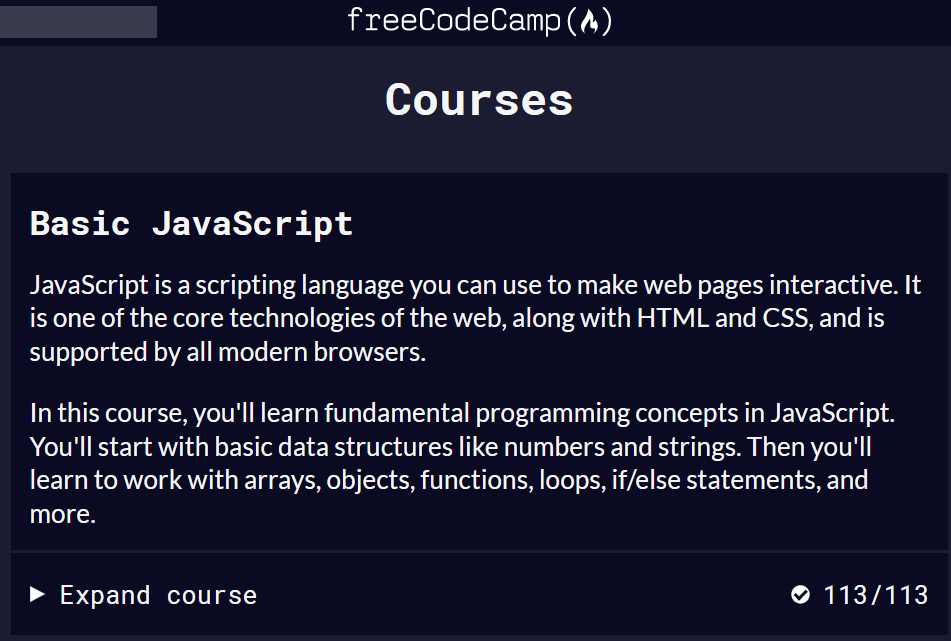 freeCodeCamp
Courses
Basic JavaScript
JavaScript is a scripting language you can use to make web pages interactive. It
is one of the core technologies of the web, along with HTML and CSS, and is
supported by all modern browsers.
In this course, you'll learn fundamental programming concepts in JavaScript.
You'll start with basic data structures like numbers and strings. Then you'll
learn to work with arrays, objects, functions, loops, if/else statements, and
more.
Expand course 113/113